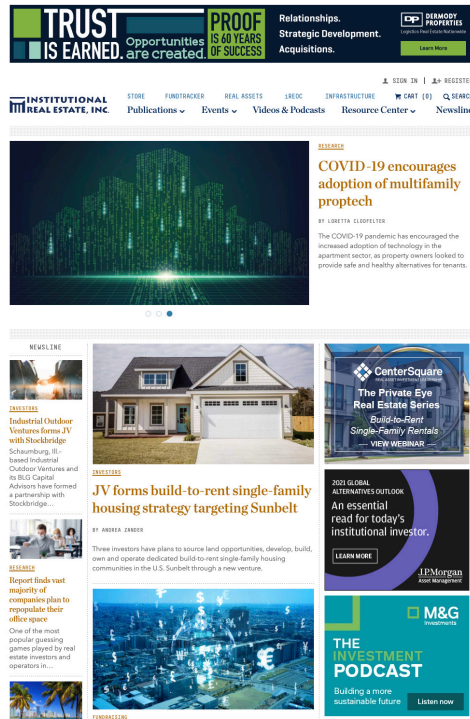 TRUST
IS EARNED.
Opportunities
are created.
PROOF
IS 60 YEARS
OF SUCCESS
Relationships.
Strategic Development.
Acquisitions.
DP DERMODY
PROPERTIES
Logistics Real Estate Nationwide
Learn More
SIGN IN | REGISTE
INSTITUTIONAL
REAL ESTATE, INC.
STORE FUNDTRACKER REAL ASSETS iREOC INFRASTRUCTURE CART (0) SEARC
Publications Events Videos & Podcasts Resource Center Newslin
RESEARCH
COVID-19 encourages
adoption of multifamily
proptech
BY LORETTA CLODFELTER
The COVID-19 pandemic has encouraged the
increased adoption of technology in the
apartment sector, as property owners looked to
provide safe and healthy alternatives for tenants.
NEWSLINE
INVESTORS
Industrial Outdoor
Ventures forms JV
with Stockbridge
Schaumburg, Ill.-
based Industrial
Outdoor Ventures and
its BLG Capital
Advisors have formed
a partnership with
Stockbridge...
RESEARCH
Report finds vast
majority of
companies plan to
repopulate their
office space
One of the most
popular guessing
games played by real
estate investors and
operators in...
INVESTORS
JV forms build-to-rent single-family
housing strategy targeting Sunbelt
BY ANDREA ZANDER
Three investors have plans to source land opportunities, develop, build,
own and operate dedicated build-to-rent single-family housing
communities in the U.S. Sunbelt through a new venture.
FUNDRAISING
CenterSquare
The Private Eye
Real Estate Series
Build-to-Rent
Single-Family Rentals
— VIEW WEBINAR —
2021 GLOBAL
ALTERNATIVES OUTLOOK
An essential
read for today's
institutional investor.
LEARN MORE
J.P.Morgan
Asset Management
M&G
Investments
THE
INVESTMENT
PODCAST
Building a more
sustainable future
Listen now